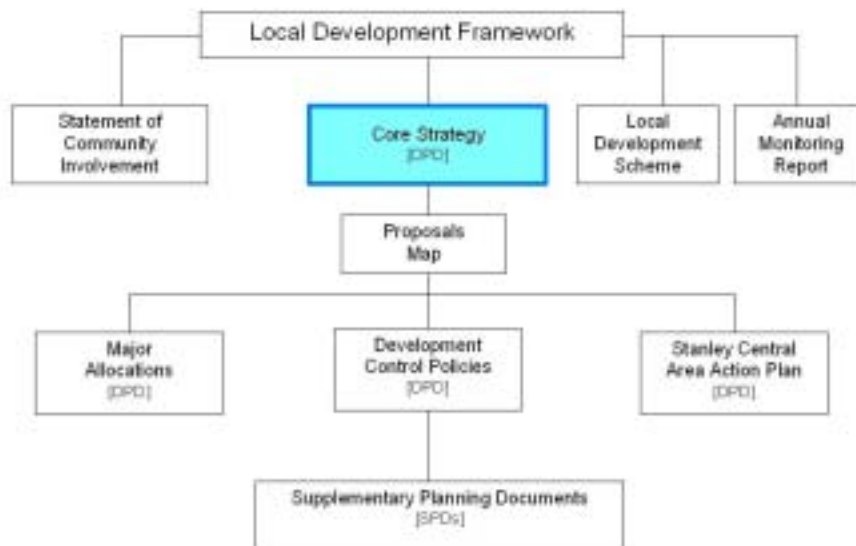 Local Development Framework
Statement of
Community
Involvement
Core Strategy
[DPD]
Local
Development
Scheme
Annual
Monitoring
Report
Proposals
Map
Major
Allocations
[DPD]
Development
Control Policies
[DPD]
Stanley Central
Area Action Plan
[DPD]
Supplementary Planning Documents
[SPDs]